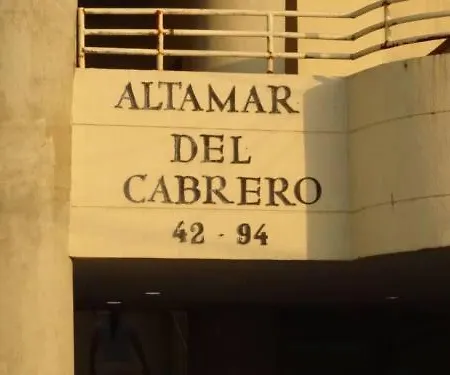 ALTAMAR
DEL
CABRERO
42 - 94